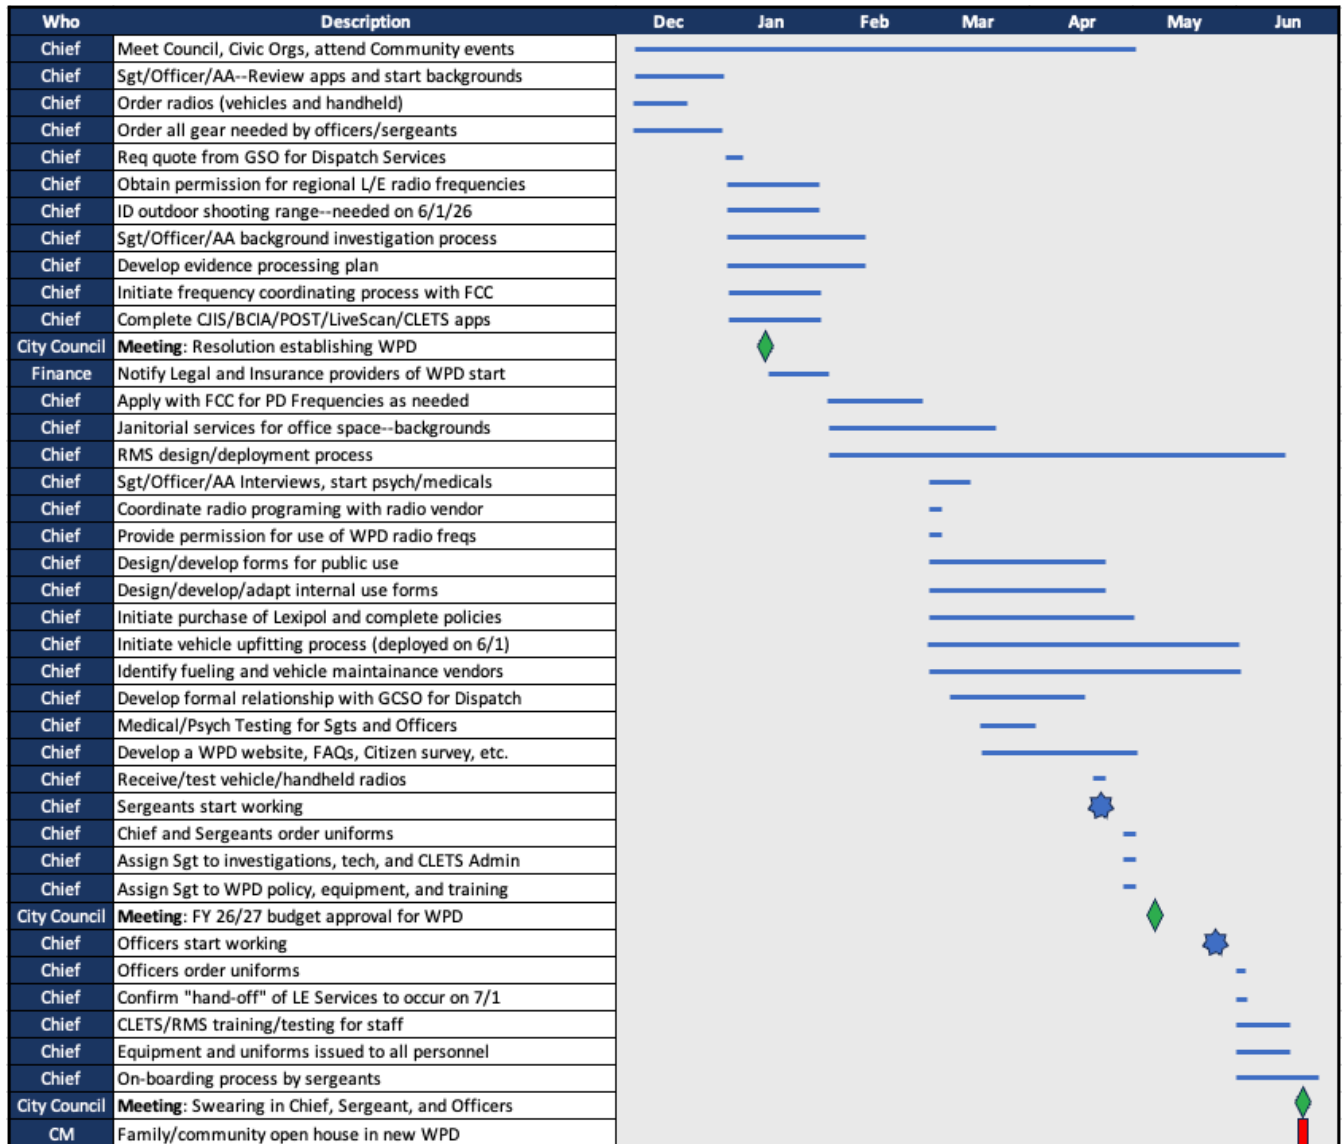 Who Description Dec Jan Feb Mar Apr May Jun
Chief Meet Council, Civic Orgs, attend Community events
Chief Sgt/Officer/AA--Review apps and start backgrounds
Chief Order radios (vehicles and handheld)
Chief Order all gear needed by officers/sergeants
Chief Req quote from GSO for Dispatch Services
Chief Obtain permission for regional L/E radio frequencies
Chief ID outdoor shooting range--needed on 6/1/26
Chief Sgt/Officer/AA background investigation process
Chief Develop evidence processing plan
Chief Initiate frequency coordinating process with FCC
Chief Complete CJIS/BCIA/POST/LiveScan/CLETS apps
City Council Meeting: Resolution establishing WPD
Finance Notify Legal and Insurance providers of WPD start
Chief Apply with FCC for PD Frequencies as needed
Chief Janitorial services for office space--backgrounds
Chief RMS design/deployment process
Chief Sgt/Officer/AA Interviews, start psych/medicals
Chief Coordinate radio programing with radio vendor
Chief Provide permission for use of WPD radio freqs
Chief Design/develop forms for public use
Chief Design/develop/adapt internal use forms
Chief Initiate purchase of Lexipol and complete policies
Chief Initiate vehicle upfitting process (deployed on 6/1)
Chief Identify fueling and vehicle maintainance vendors
Chief Develop formal relationship with GCSO for Dispatch
Chief Medical/Psych Testing for Sgts and Officers
Chief Develop a WPD website, FAQs, Citizen survey, etc.
Chief Receive/test vehicle/handheld radios
Chief Sergeants start working
Chief Chief and Sergeants order uniforms
Chief Assign Sgt to investigations, tech, and CLETS Admin
Chief Assign Sgt to WPD policy, equipment, and training
City Council Meeting: FY 26/27 budget approval for WPD
Chief Officers start working
Chief Officers order uniforms
Chief Confirm "hand-off" of LE Services to occur on 7/1
Chief CLETS/RMS training/testing for staff
Chief Equipment and uniforms issued to all personnel
Chief On-boarding process by sergeants
City Council Meeting: Swearing in Chief, Sergeant, and Officers
CM Family/community open house in new WPD